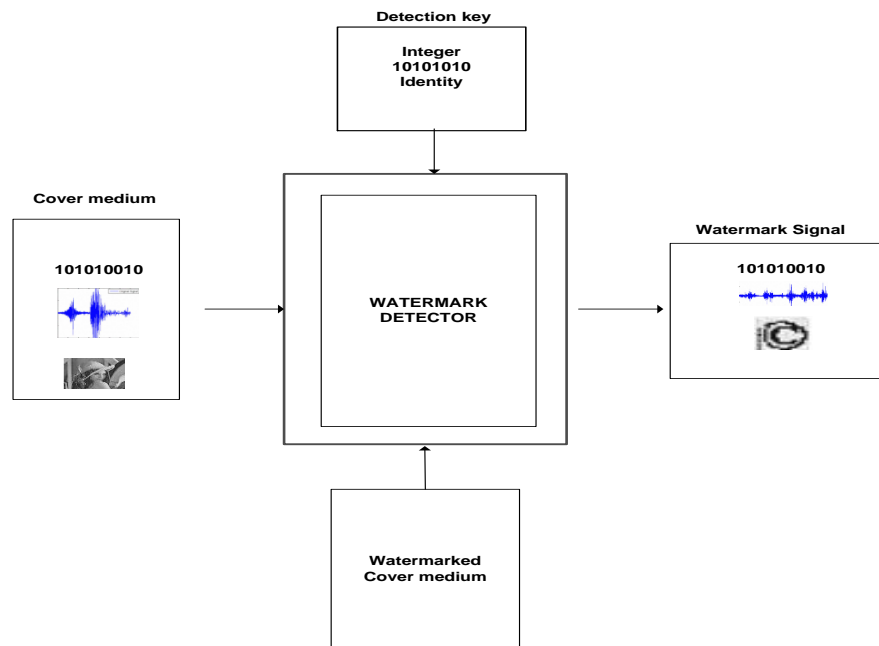 Detection key
Integer
10101010
Identity
Cover medium
101010010
WATERMARK
DETECTOR
Watermark Signal
101010010
Watermarked
Cover medium